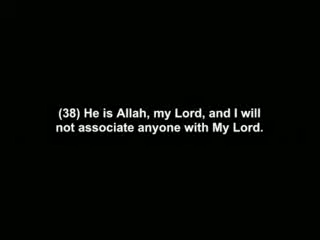 (38) He is Allah, my Lord, and I will
not associate anyone with My Lord.